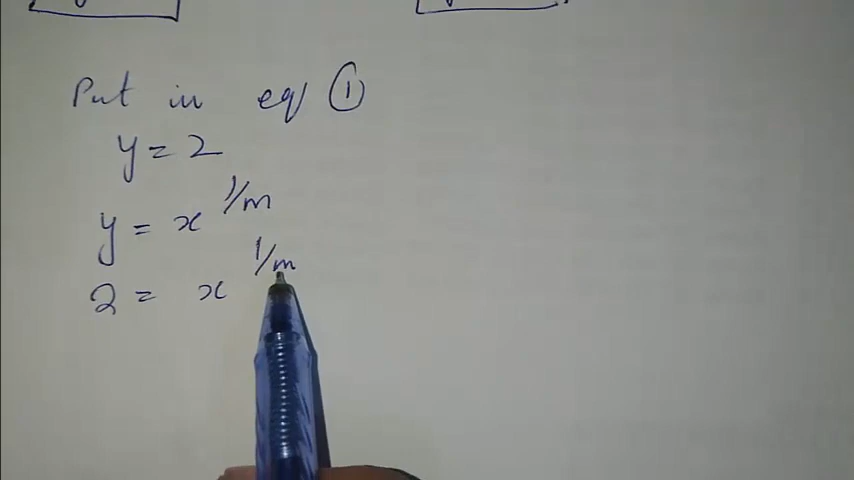 Put in eq ①
y = 2
y = x^1/m
2 = x^1/m